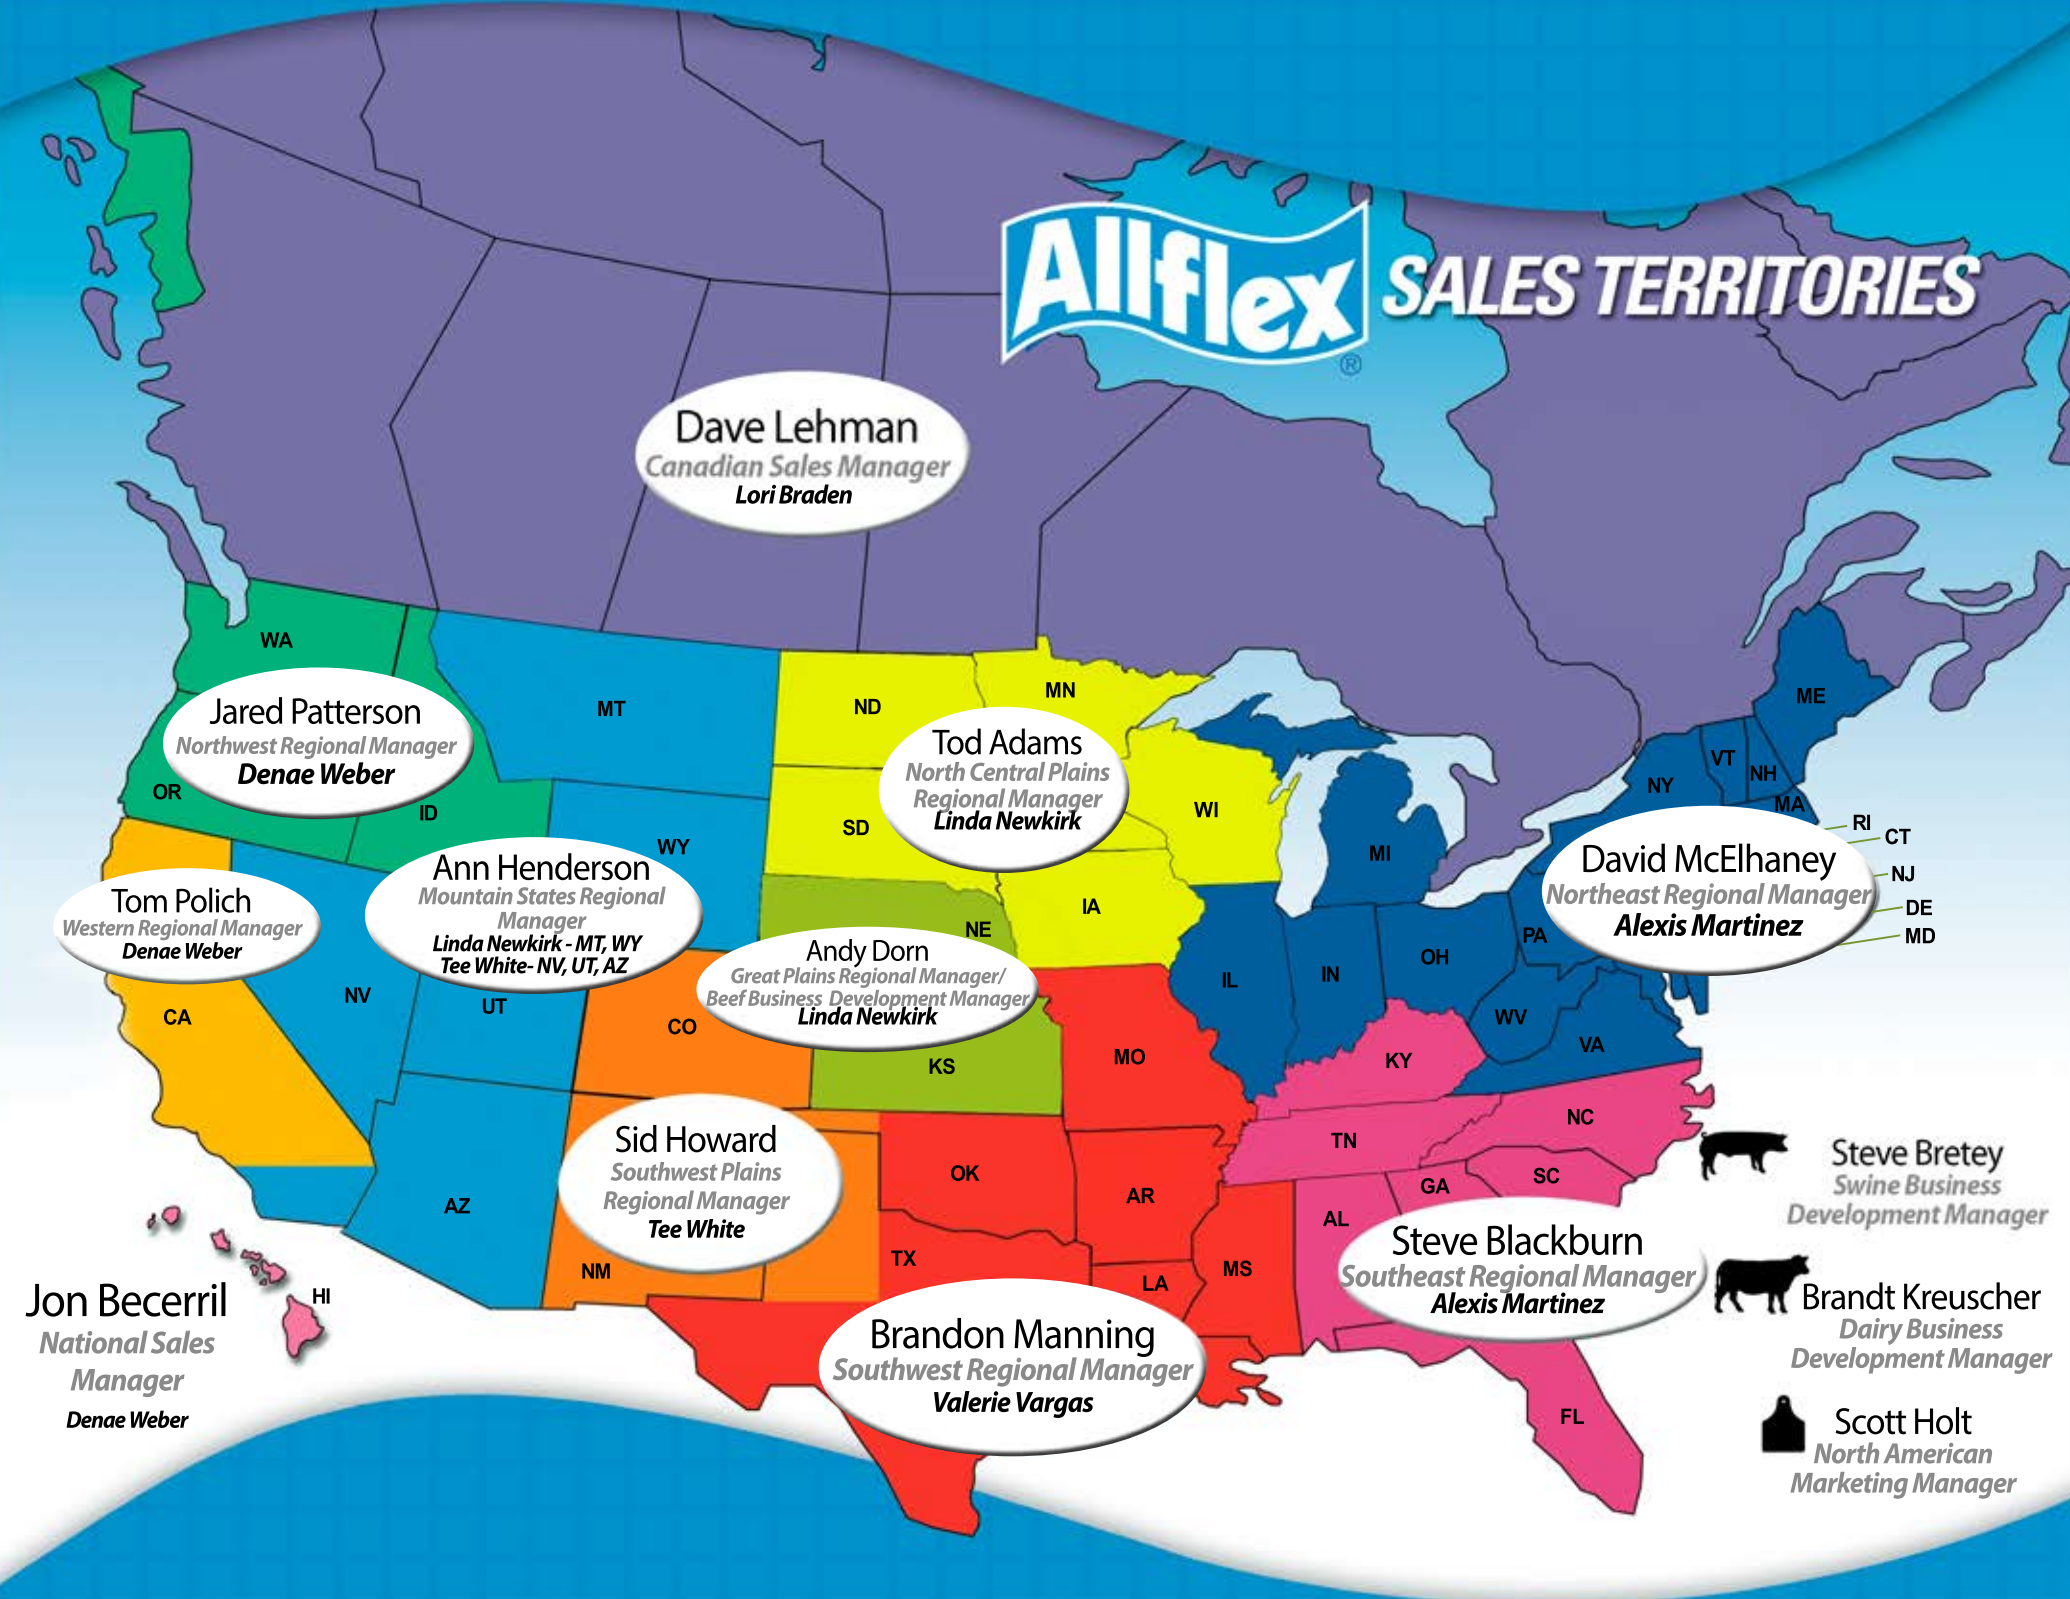 Allflex
®
SALES TERRITORIES
Dave Lehman
Canadian Sales Manager
Lori Braden
WA
Jared Patterson
Northwest Regional Manager
Denae Weber
OR
ID
MT
WY
ND
MN
SD
Tod Adams
North Central Plains
Regional Manager
Linda Newkirk
WI
IA
MI
ME
VT
NH
NY
MA
RI
CT
NJ
DE
MD
David McElhaney
Northeast Regional Manager
Alexis Martinez
PA
OH
IN
IL
WV
VA
Tom Polich
Western Regional Manager
Denae Weber
CA
Ann Henderson
Mountain States Regional
Manager
Linda Newkirk - MT, WY
Tee White- NV, UT, AZ
NV
UT
AZ
NE
Andy Dorn
Great Plains Regional Manager/
Beef Business Development Manager
Linda Newkirk
CO
KS
MO
KY
NC
TN
SC
GA
AL
Sid Howard
Southwest Plains
Regional Manager
Tee White
NM
OK
AR
TX
LA
MS
Brandon Manning
Southwest Regional Manager
Valerie Vargas
Steve Blackburn
Southeast Regional Manager
Alexis Martinez
FL
HI
Jon Becerril
National Sales
Manager
Denae Weber
Steve Bretey
Swine Business
Development Manager
Brandt Kreuscher
Dairy Business
Development Manager
Scott Holt
North American
Marketing Manager